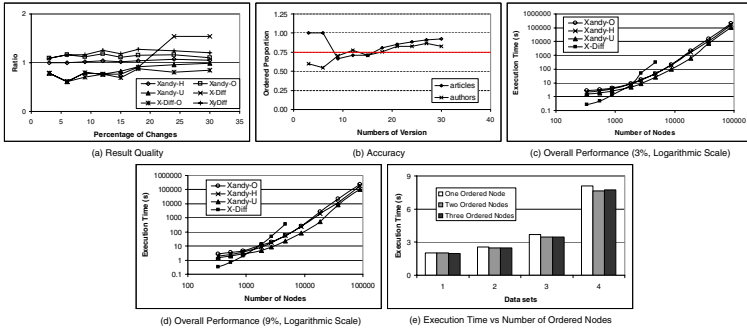 Ratio
2
1.5
1
0.5
0
0 5 10 15 20 25 30 35
Percentage of Changes
Xandy-H Xandy-O
Xandy-U X-Diff
X-Diff-O XyDiff
(a) Result Quality
Ordered Proportion
1.25
1.00
0.75
0.50
0.25
0.00
0 10 20 30 40
Numbers of Version
articles
authors
(b) Accuracy
Execution Time (s)
1000000
100000
10000
1000
100
10
1
0.1
100 1000 10000 100000
Number of Nodes
Xandy-O
Xandy-H
Xandy-U
X-Diff
(c) Overall Performance (3%, Logarithmic Scale)
Execution Time (s)
1000000
100000
10000
1000
100
10
1
0.1
100 1000 10000 100000
Number of Nodes
Xandy-O
Xandy-H
Xandy-U
X-Diff
(d) Overall Performance (9%, Logarithmic Scale)
Execution Time (s)
9
6
3
0
1 2 3 4
Data sets
One Ordered Node
Two Ordered Nodes
Three Ordered Nodes
(e) Execution Time vs Number of Ordered Nodes